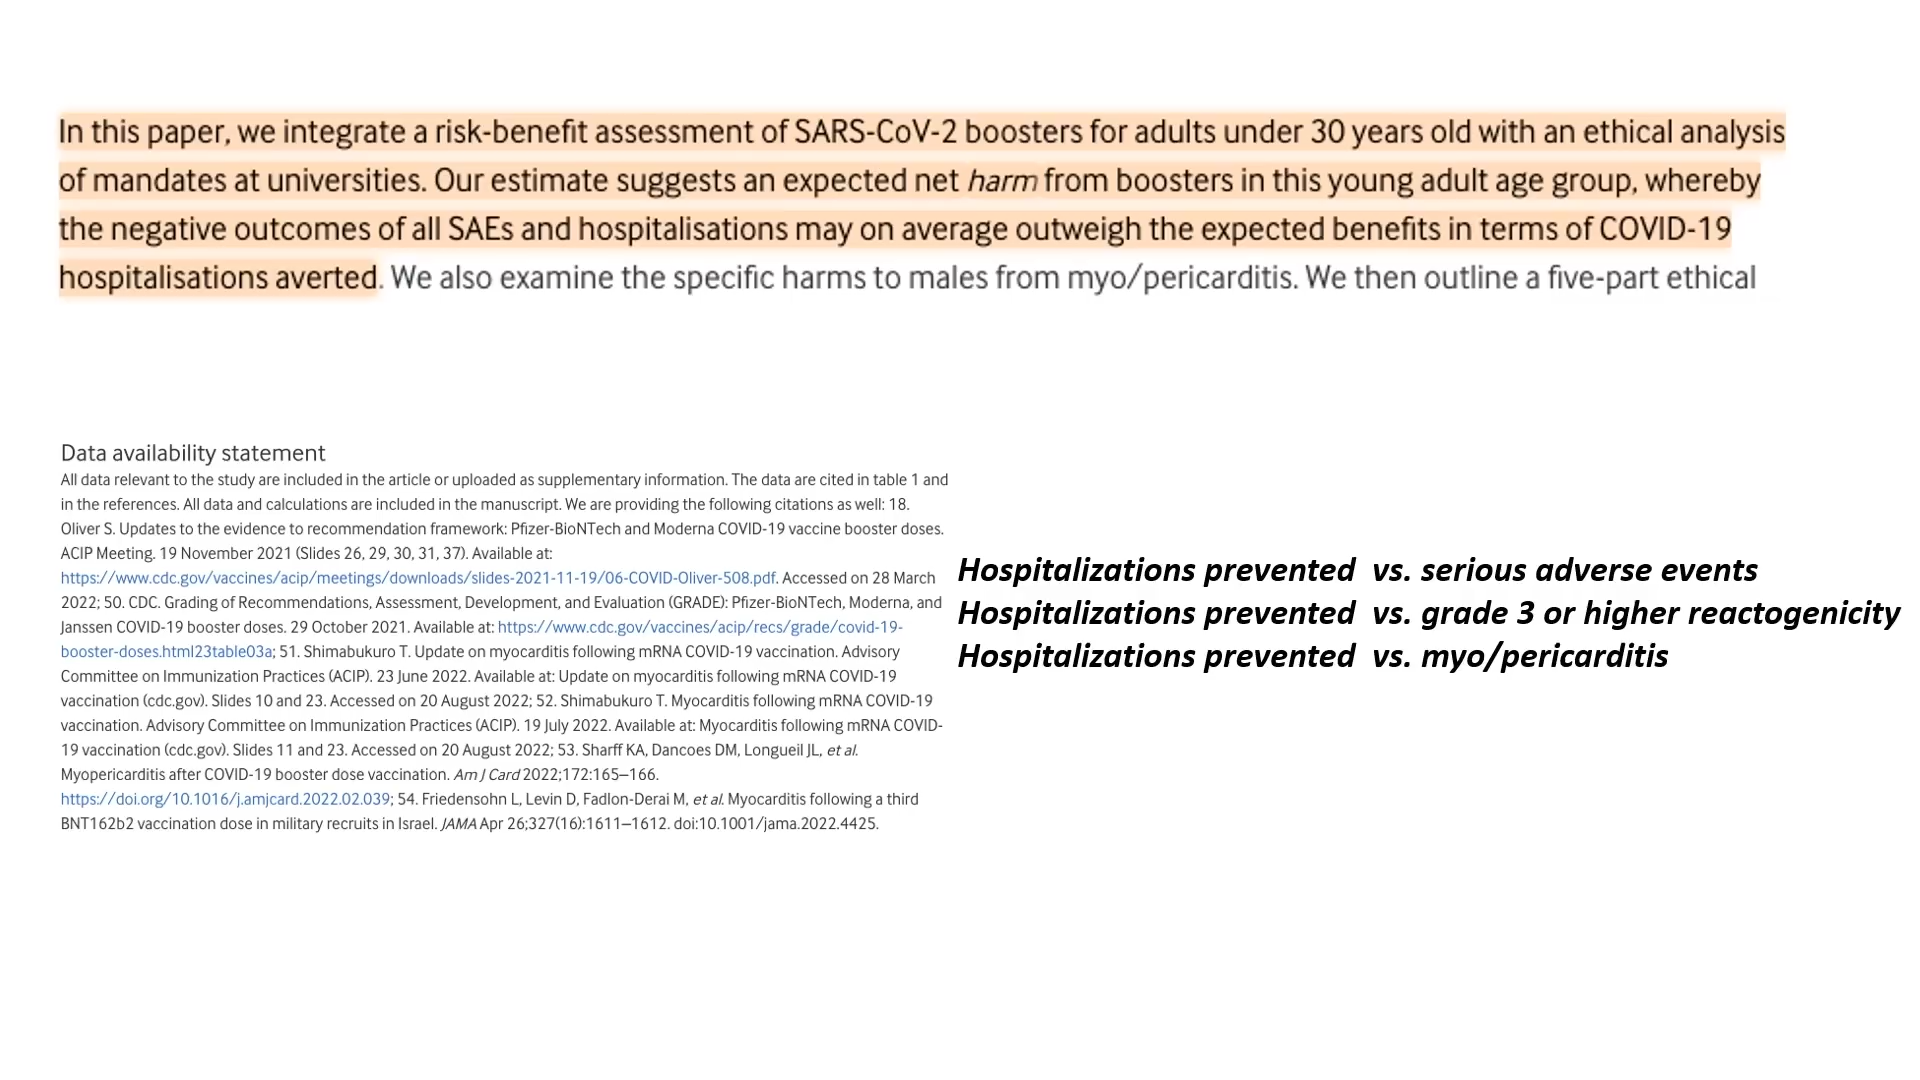 In this paper, we integrate a risk-benefit assessment of SARS-CoV-2 boosters for adults under 30 years old with an ethical analysis
of mandates at universities. Our estimate suggests an expected net harm from boosters in this young adult age group, whereby
the negative outcomes of all SAEs and hospitalisations may on average outweigh the expected benefits in terms of COVID-19
hospitalisations averted. We also examine the specific harms to males from myo/pericarditis. We then outline a five-part ethical
Data availability statement
All data relevant to the study are included in the article or uploaded as supplementary information. The data are cited in table 1 and
in the references. All data and calculations are included in the manuscript. We are providing the following citations as well: 18.
Oliver S. Updates to the evidence to recommendation framework: Pfizer-BioNTech and Moderna COVID-19 vaccine booster doses.
ACIP Meeting. 19 November 2021 (Slides 26, 29, 30, 31, 37). Available at:
https://www.cdc.gov/vaccines/acip/meetings/downloads/slides-2021-11-19/06-COVID-Oliver-508.pdf. Accessed on 28 March
2022; 50. CDC. Grading of Recommendations, Assessment, Development, and Evaluation (GRADE): Pfizer-BioNTech, Moderna, and
Janssen COVID-19 booster doses. 29 October 2021. Available at: https://www.cdc.gov/vaccines/acip/recs/grade/covid-19-
booster-doses.html23table03a; 51. Shimabukuro T. Update on myocarditis following mRNA COVID-19 vaccination. Advisory
Committee on Immunization Practices (ACIP). 23 June 2022. Available at: Update on myocarditis following mRNA COVID-19
vaccination (cdc.gov). Slides 10 and 23. Accessed on 20 August 2022; 52. Shimabukuro T. Myocarditis following mRNA COVID-19
vaccination. Advisory Committee on Immunization Practices (ACIP). 19 July 2022. Available at: Myocarditis following mRNA COVID-
19 vaccination (cdc.gov). Slides 11 and 23. Accessed on 20 August 2022; 53. Sharff KA, Dancoes DM, Longueil JL, et al.
Myopericarditis after COVID-19 booster dose vaccination. Am J Card 2022;172:165–166.
https://doi.org/10.1016/j.amjcard.2022.02.039; 54. Friedensohn L, Levin D, Fadlon-Derai M, et al. Myocarditis following a third
BNT162b2 vaccination dose in military recruits in Israel. JAMA Apr 26;327(16):1611–1612. doi:10.1001/jama.2022.4425.
Hospitalizations prevented vs. serious adverse events
Hospitalizations prevented vs. grade 3 or higher reactogenicity
Hospitalizations prevented vs. myo/pericarditis